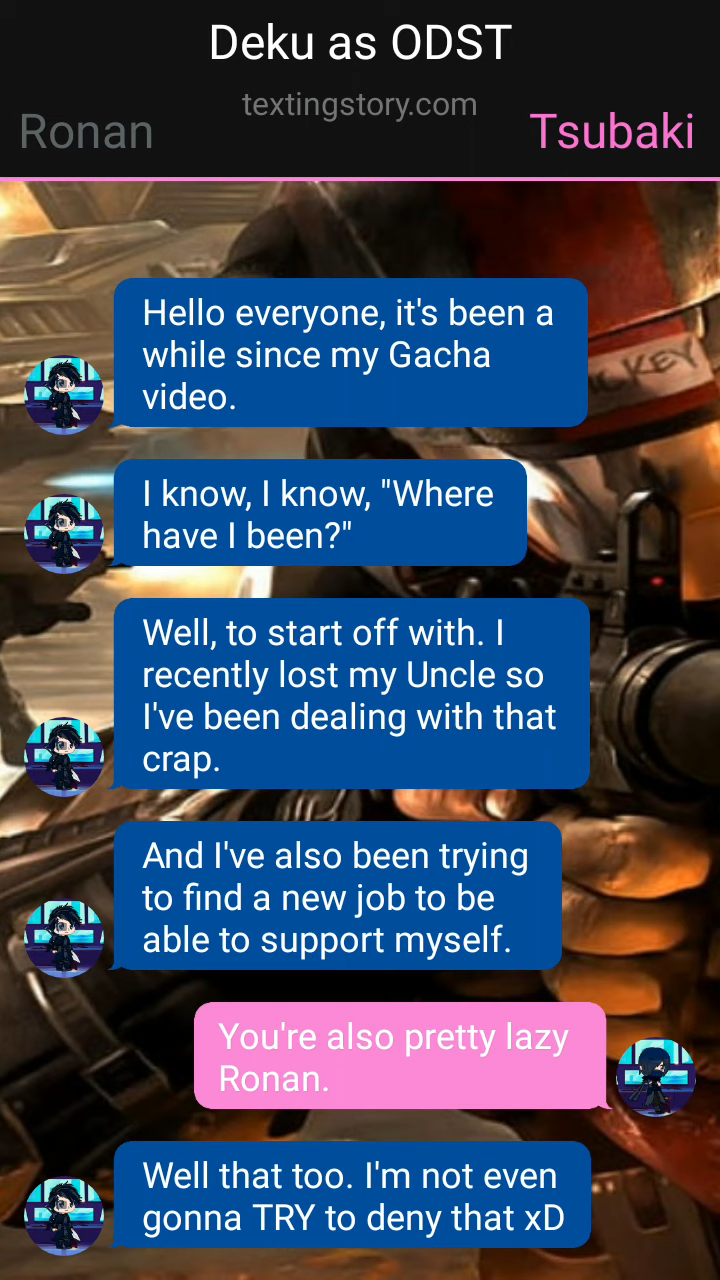 Deku as ODST
textingstory.com
Ronan
Tsubaki
Hello everyone, it's been a
while since my Gacha
video.
I know, I know, "Where
have I been?"
Well, to start off with. I
recently lost my Uncle so
I've been dealing with that
crap.
And I've also been trying
to find a new job to be
able to support myself.
You're also pretty lazy
Ronan.
Well that too. I'm not even
gonna TRY to deny that xD